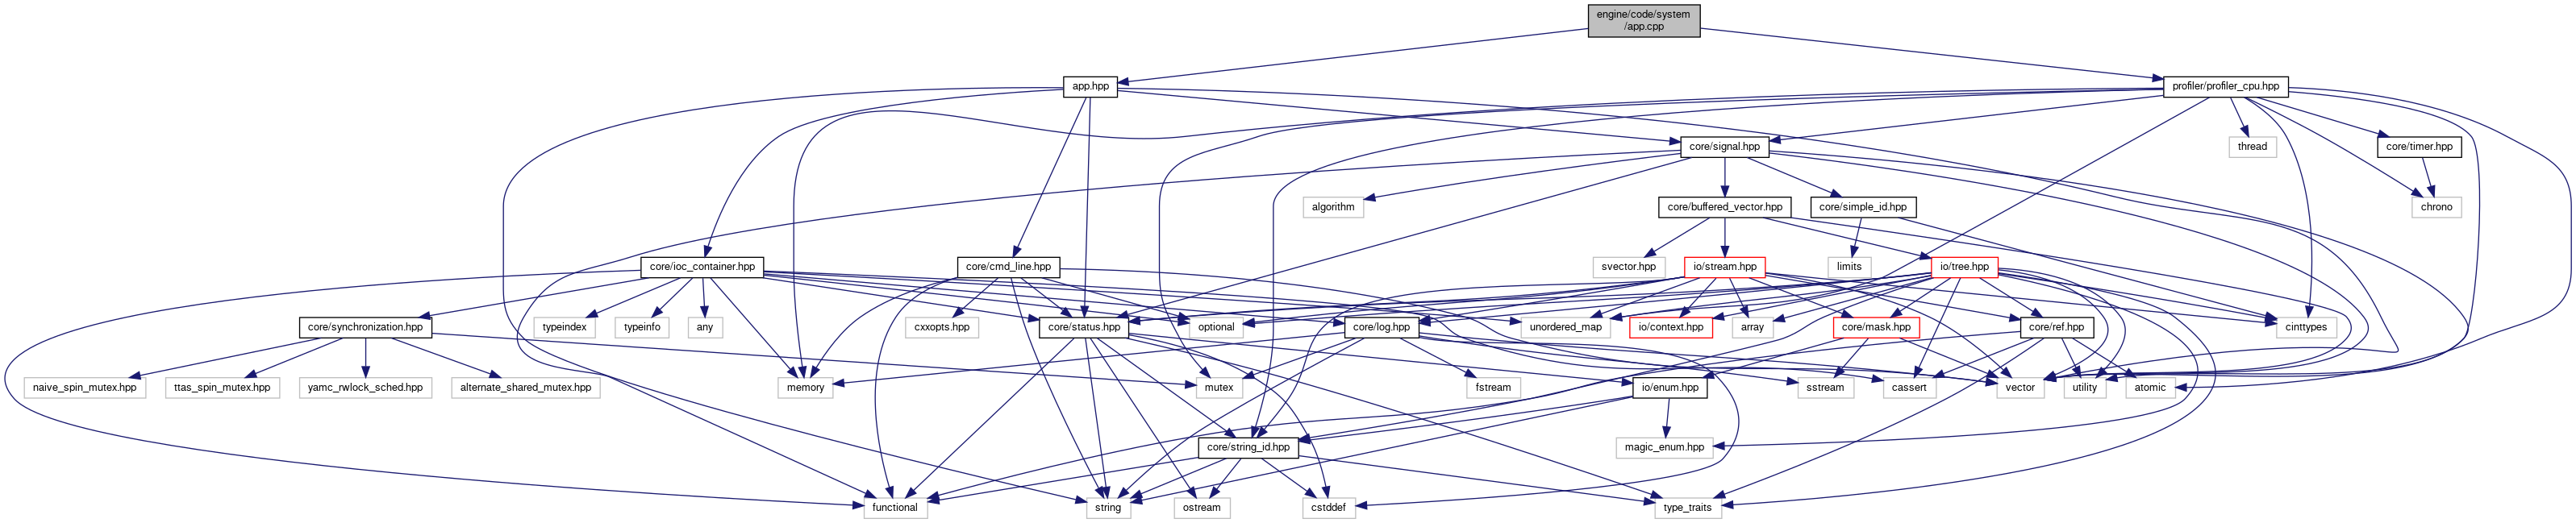 engine/code/system
/app.cpp
app.hpp
profiler/profiler_cpu.hpp
core/signal.hpp
thread
core/timer.hpp
algorithm
core/buffered_vector.hpp
core/simple_id.hpp
chrono
core/ioc_container.hpp
core/cmd_line.hpp
svector.hpp
io/stream.hpp
limits
io/tree.hpp
core/synchronization.hpp
typeindex
typeinfo
any
cxxopts.hpp
core/status.hpp
optional
core/log.hpp
unordered_map
io/context.hpp
array
core/mask.hpp
core/ref.hpp
cinttypes
naive_spin_mutex.hpp
ttas_spin_mutex.hpp
yamc_rwlock_sched.hpp
alternate_shared_mutex.hpp
memory
mutex
fstream
io/enum.hpp
sstream
cassert
vector
utility
atomic
core/string_id.hpp
magic_enum.hpp
functional
string
ostream
cstddef
type_traits